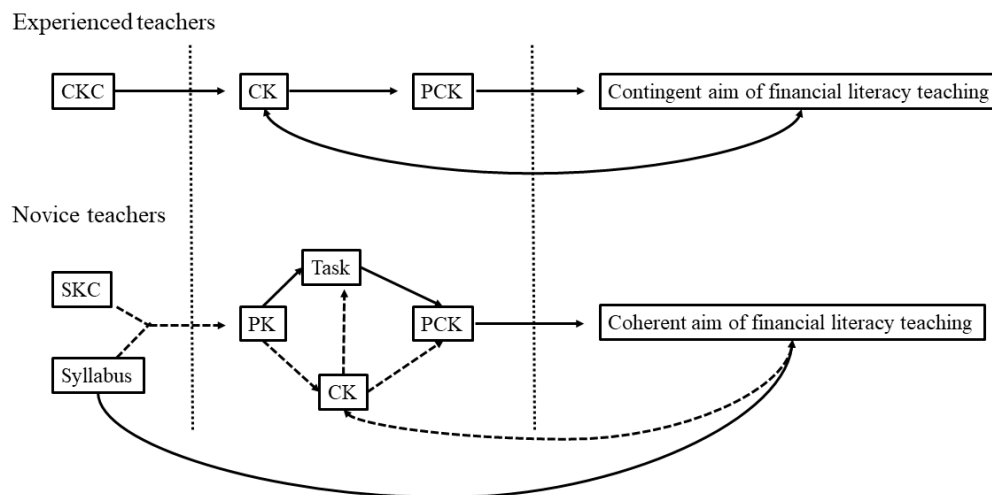 Experienced teachers
CKC
CK
PCK
Contingent aim of financial literacy teaching
Novice teachers
Task
SKC
PK
PCK
Coherent aim of financial literacy teaching
Syllabus
CK